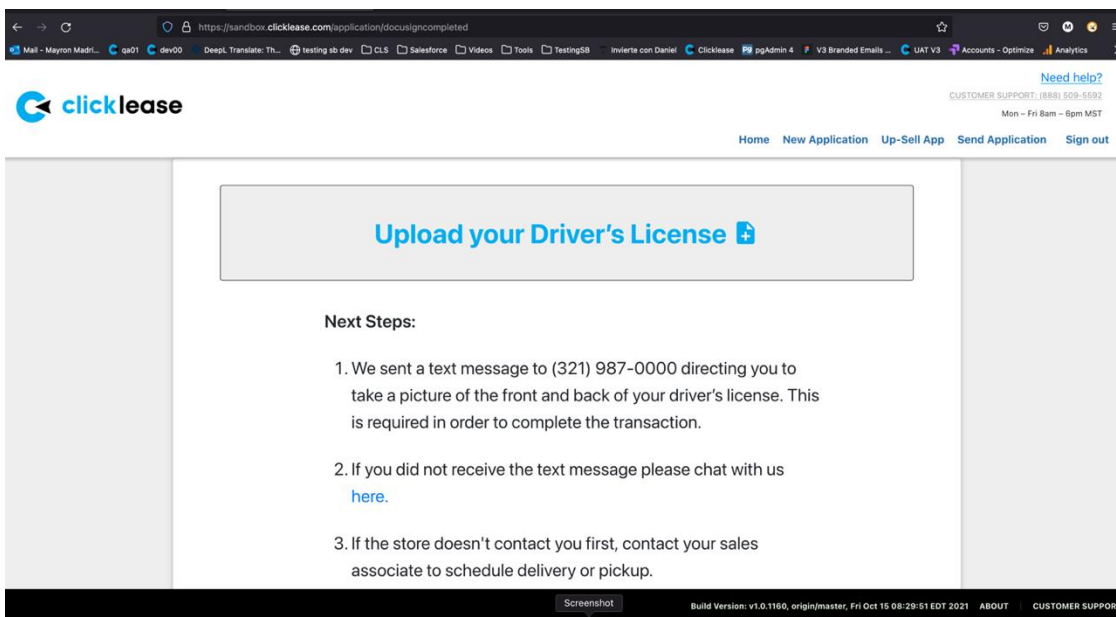 https://sandbox.clicklease.com/application/docusigncompleted
Mail - Mayron Madri... qa01 dev00 DeepL Translate: Th... testing sb dev CLS Salesforce Videos Tools TestingSB Invierte con Daniel Clicklease pgAdmin 4 V3 Branded Emails ... UAT V3 Accounts - Optimize Analytics
Need help?
CUSTOMER SUPPORT: (888) 509-5592
clicklease
Mon – Fri 8am – 6pm MST
Home New Application Up-Sell App Send Application Sign out
Upload your Driver's License
Next Steps:
1. We sent a text message to (321) 987-0000 directing you to
take a picture of the front and back of your driver's license. This
is required in order to complete the transaction.
2. If you did not receive the text message please chat with us
here.
3. If the store doesn't contact you first, contact your sales
associate to schedule delivery or pickup.
Screenshot
Build Version: v1.0.1160, origin/master, Fri Oct 15 08:29:51 EDT 2021 ABOUT CUSTOMER SUPPOR